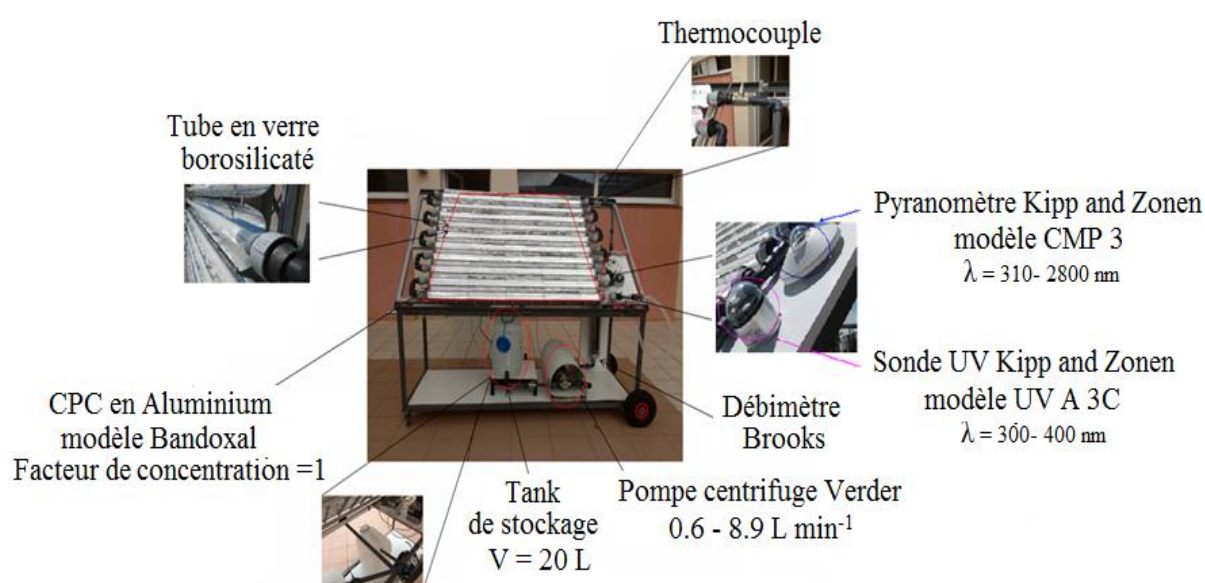 Thermocouple
Tube en verre
borosilicaté
Pyranomètre Kipp and Zonen
modèle CMP 3
λ = 310- 2800 nm
Sonde UV Kipp and Zonen
modèle UV A 3C
λ = 300- 400 nm
CPC en Aluminium
modèle Bandoxal
Facteur de concentration =1
Débimètre
Brooks
Tank
de stockage
V = 20 L
Pompe centrifuge Verder
0.6 - 8.9 L min⁻¹